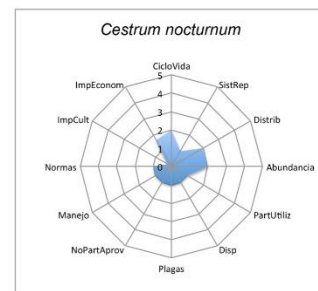 Cestrum nocturnum
CicloVida
SistRep
Distrib
Abundancia
PartUtiliz
Disp
Plagas
NoPartAprov
Manejo
Normas
ImpCult
ImpEconom
5
4
3
2
1
0